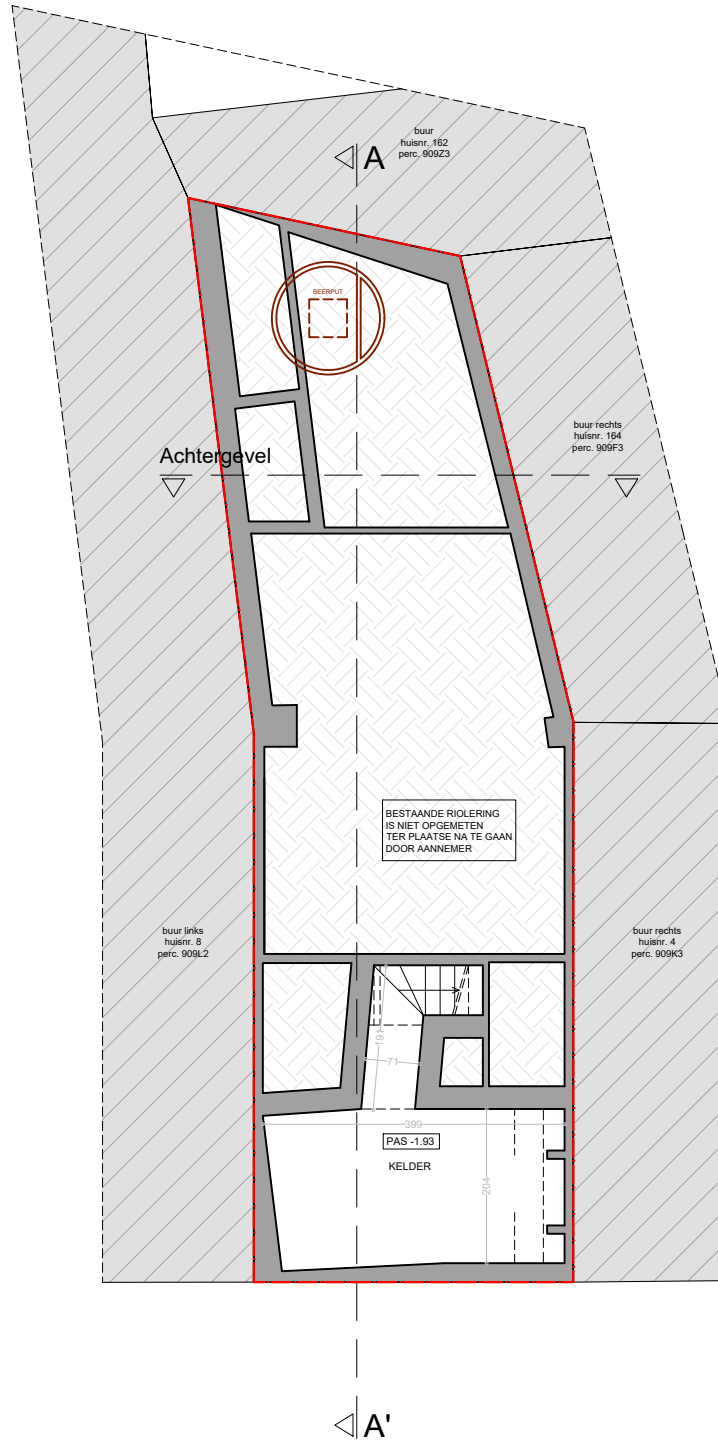 buur
huisnr. 162
perc. 909Z3
A
BEERPUT
buur rechts
huisnr. 164
perc. 909F3
Achtergevel
BESTAANDE RIOLERING
IS NIET OPGEMETEN
TER PLAATSE NA TE GAAN
DOOR AANNEMER
buur links
huisnr. 8
perc. 909L2
buur rechts
huisnr. 4
perc. 909K3
191
71
399
PAS -1.93
KELDER
204
A'